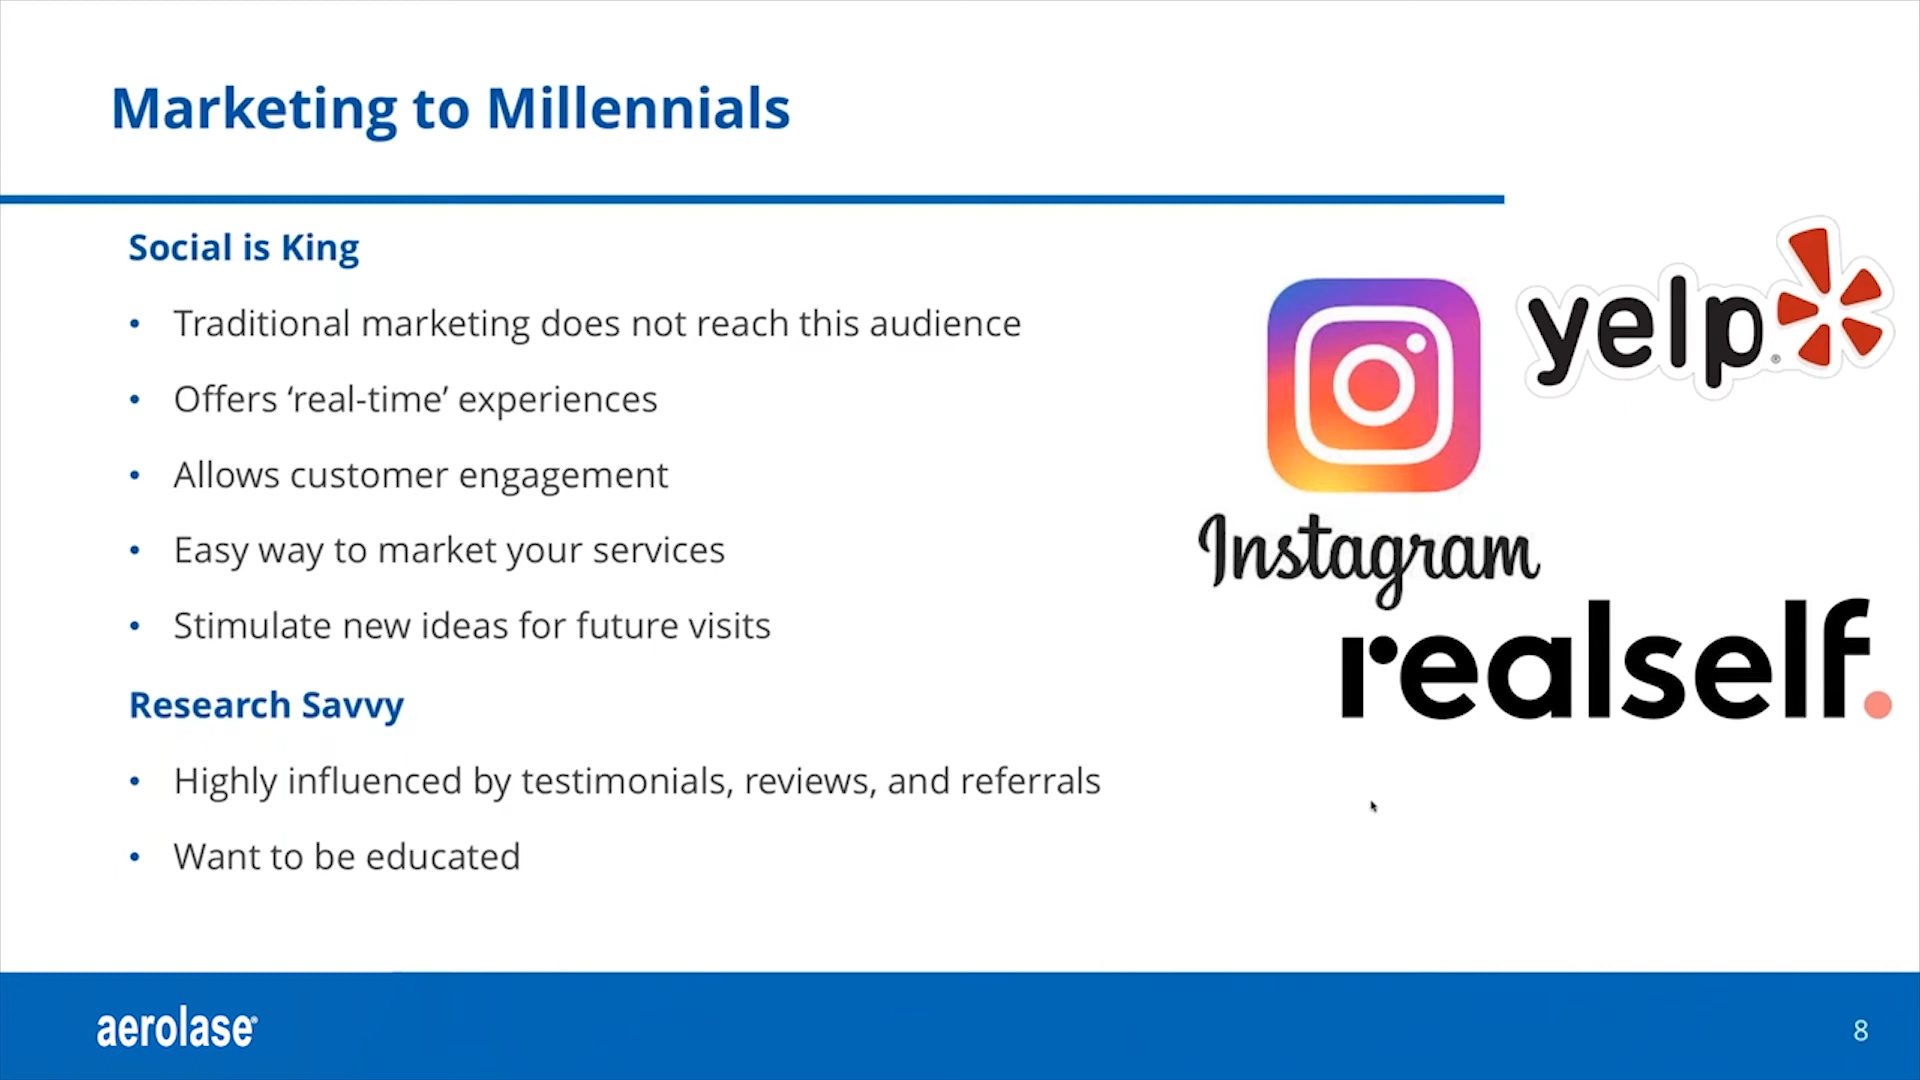 Marketing to Millennials
Social is King
• Traditional marketing does not reach this audience
• Offers ‘real-time’ experiences
• Allows customer engagement
• Easy way to market your services
• Stimulate new ideas for future visits
Research Savvy
• Highly influenced by testimonials, reviews, and referrals
• Want to be educated
yelp®
Instagram
realself.
aerolase®
8